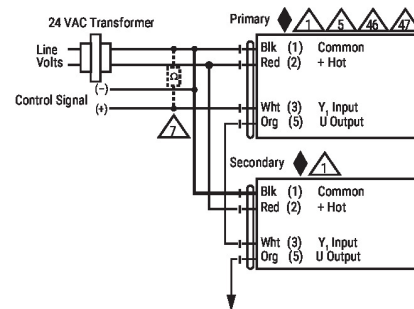 24 VAC Transformer
Primary 1 5 46 47
Line
Volts
Blk (1) Common
Red (2) + Hot
(–)
Control Signal
(+)
Ω
Wht (3) Y, Input
Org (5) U Output
7
Secondary 1
Blk (1) Common
Red (2) + Hot
Wht (3) Y, Input
Org (5) U Output